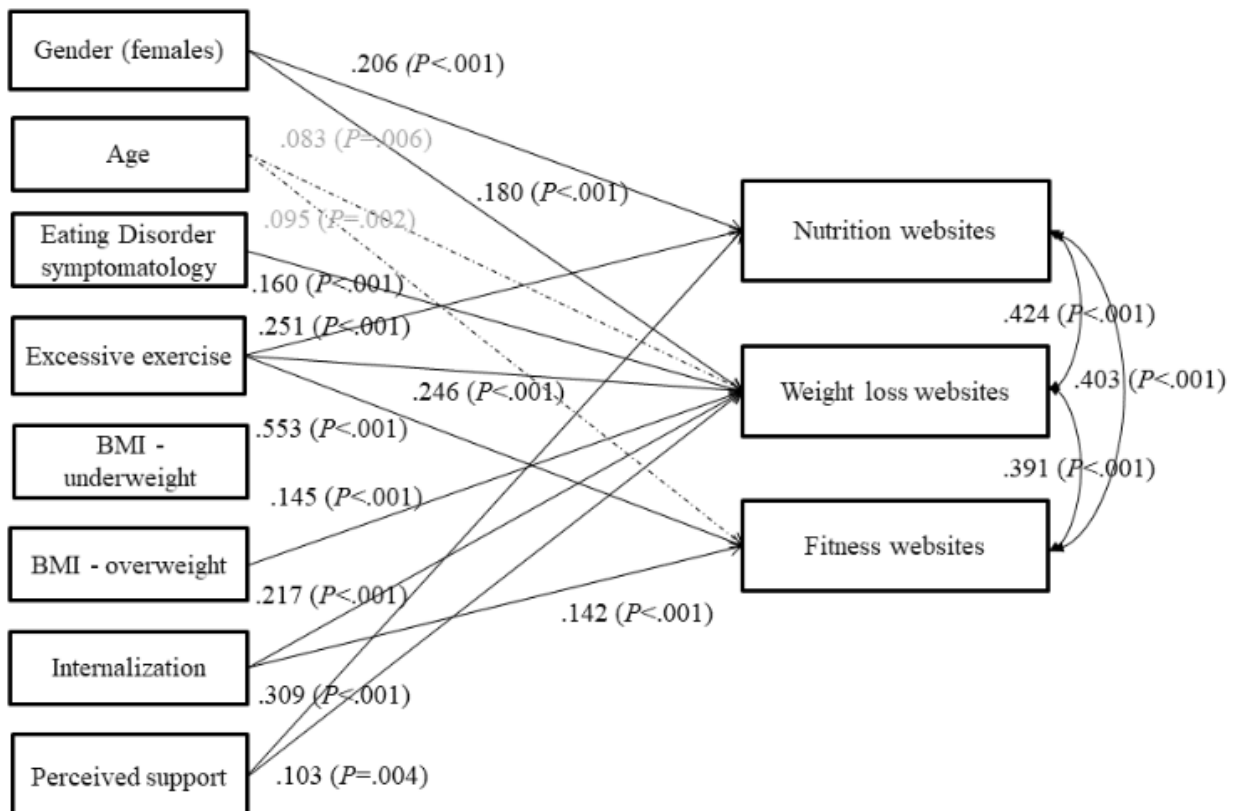 Gender (females)
.206 (P<.001)
Age
.083 (P=.006)
.180 (P<.001)
.095 (P=.002)
Eating Disorder
symptomatology
Nutrition websites
.160 (P<.001)
.251 (P<.001)
.424 (P<.001)
Excessive exercise
.246 (P<.001)
Weight loss websites
.403 (P<.001)
.553 (P<.001)
BMI -
underweight
.391 (P<.001)
.145 (P<.001)
BMI - overweight
Fitness websites
.217 (P<.001)
.142 (P<.001)
Internalization
.309 (P<.001)
Perceived support
.103 (P=.004)